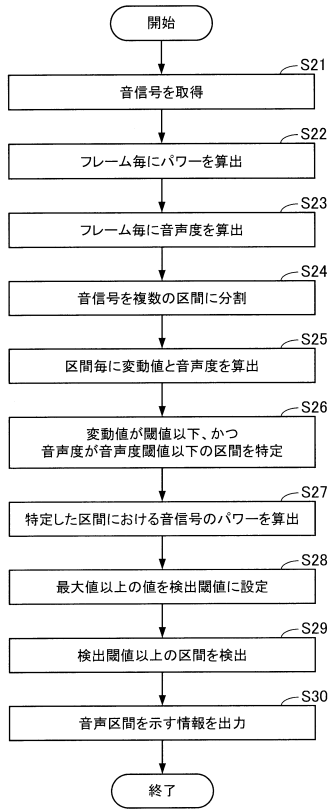 開始
S21
音信号を取得
S22
フレーム毎にパワーを算出
S23
フレーム毎に音声度を算出
S24
音信号を複数の区間に分割
S25
区間毎に変動値と音声度を算出
S26
変動値が閾値以下、かつ
音声度が音声度閾値以下の区間を特定
S27
特定した区間における音信号のパワーを算出
S28
最大値以上の値を検出閾値に設定
S29
検出閾値以上の区間を検出
S30
音声区間を示す情報を出力
終了